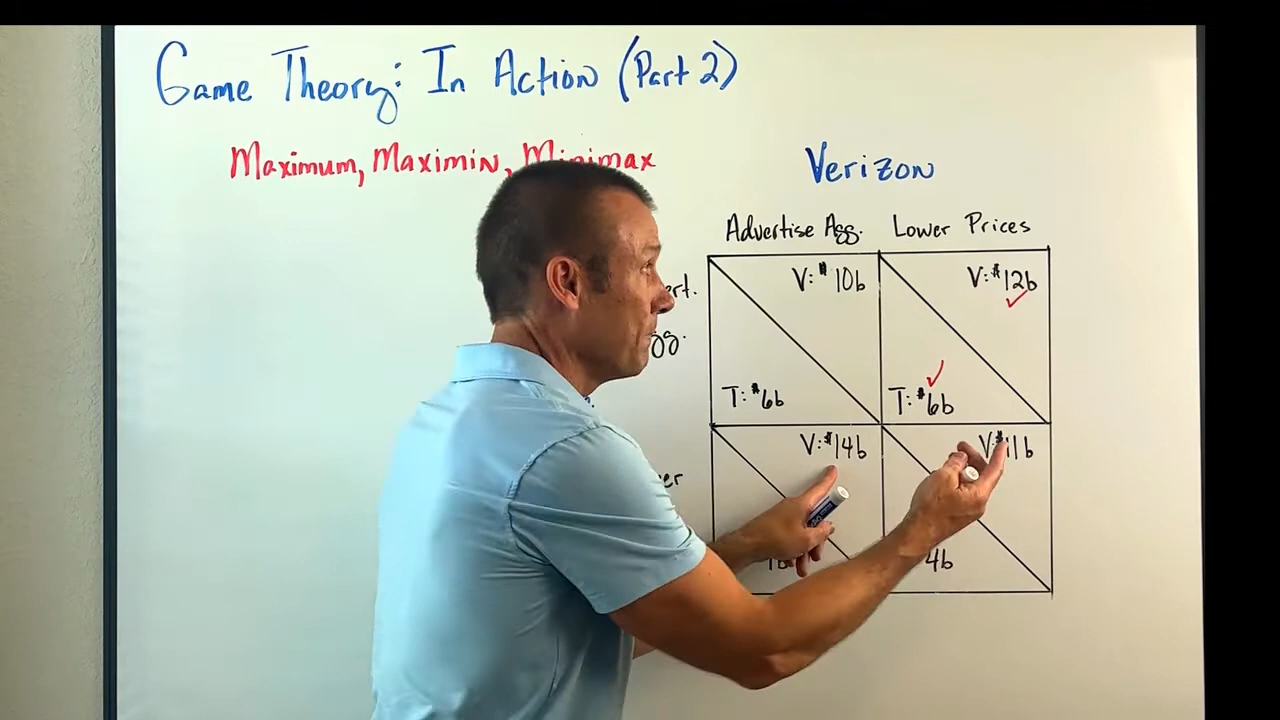 Game Theory: In Action (Part 2)
Maximum, Maximin, Minimax
Verizon
Advertise Agg. Lower Prices
V: $10b V: $12b
T: $6b T: $6b
V: $14b V: $11b
4b